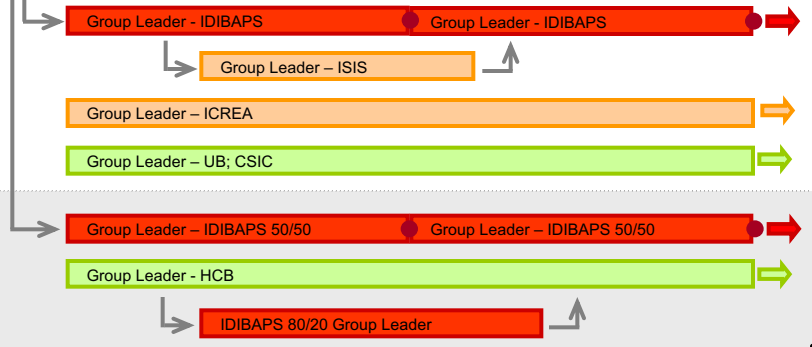 Group Leader - IDIBAPS
Group Leader - IDIBAPS
Group Leader – ISIS
Group Leader – ICREA
Group Leader – UB; CSIC
Group Leader – IDIBAPS 50/50
Group Leader – IDIBAPS 50/50
Group Leader - HCB
IDIBAPS 80/20 Group Leader